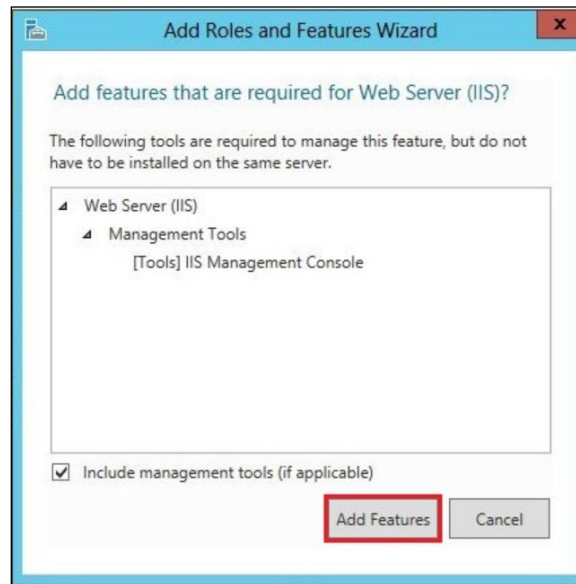 Add Roles and Features Wizard
x
Add features that are required for Web Server (IIS)?
The following tools are required to manage this feature, but do not
have to be installed on the same server.
Web Server (IIS)
Management Tools
[Tools] IIS Management Console
Include management tools (if applicable)
Add Features Cancel